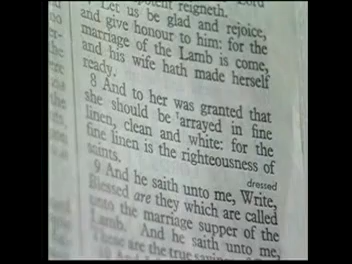 potent reigneth.
Let us be glad and rejoice,
and give honour to him: for the
marriage of the Lamb is come,
and his wife hath made herself
ready.
8 And to her was granted that
she should be arrayed in fine
linen, clean and white: for the
fine linen is the righteousness of
saints.
dressed
9 And he saith unto me, Write,
Blessed are they which are called
unto the marriage supper of the
Lamb. And he saith unto me,
These are the true sayings of